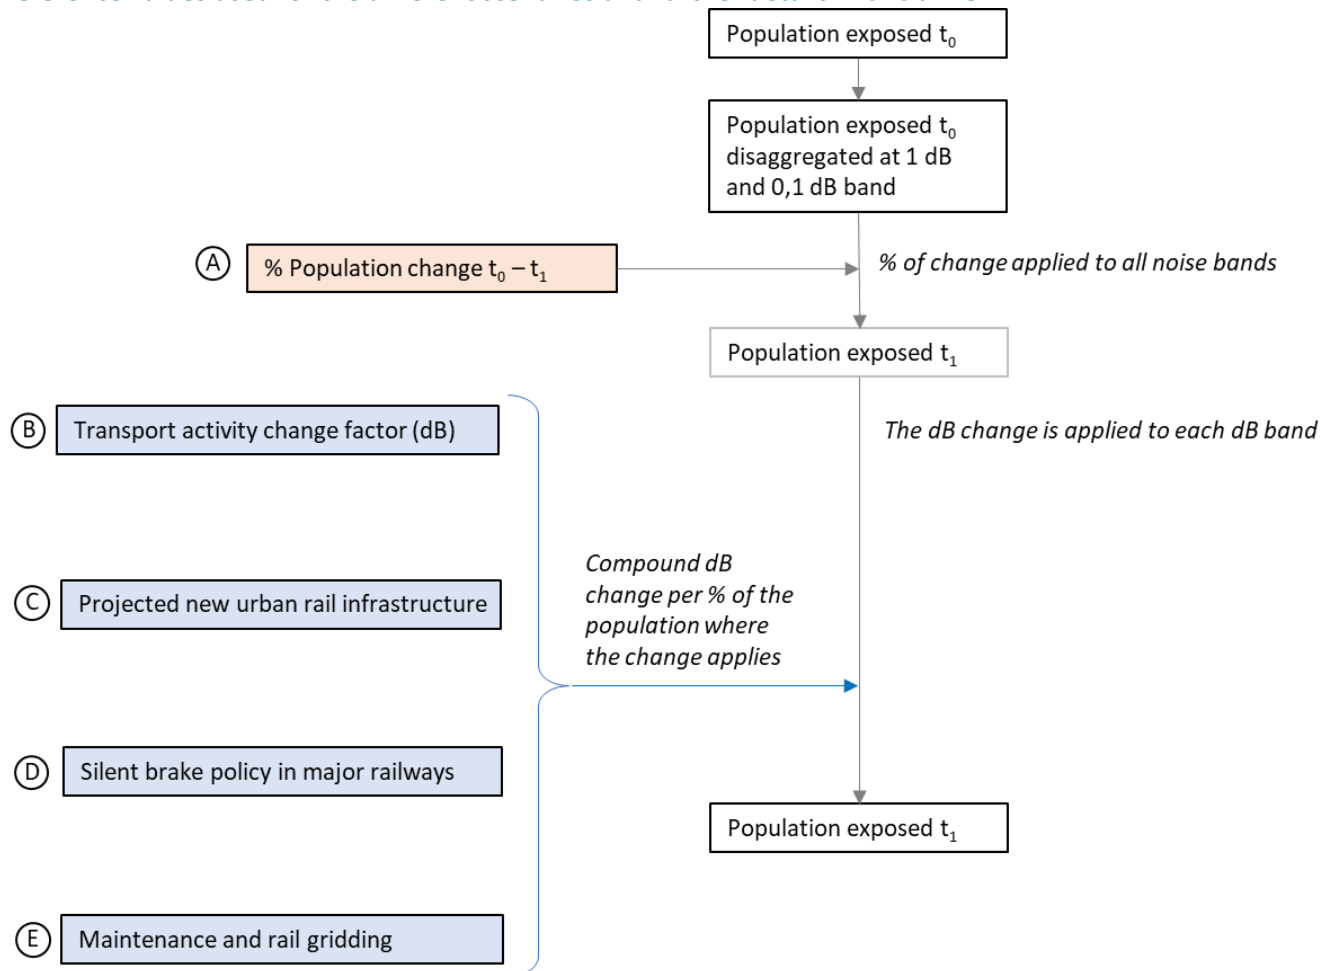 Population exposed t0
Population exposed t0
disaggregated at 1 dB
and 0,1 dB band
A
% Population change t0 – t1
% of change applied to all noise bands
Population exposed t1
B
Transport activity change factor (dB)
The dB change is applied to each dB band
C
Projected new urban rail infrastructure
Compound dB
change per % of the
population where
the change applies
D
Silent brake policy in major railways
Population exposed t1
E
Maintenance and rail gridding